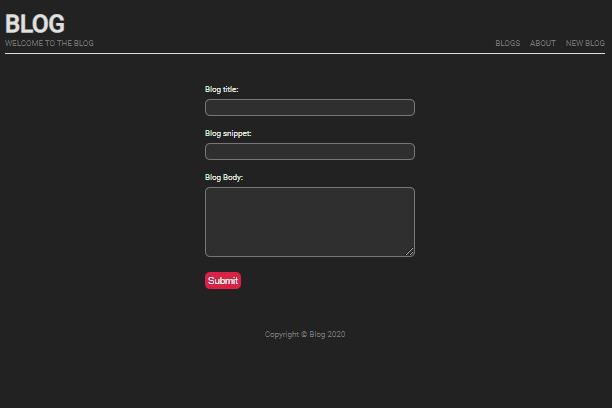 BLOG
WELCOME TO THE BLOG
BLOGS ABOUT NEW BLOG
Blog title:
Blog snippet:
Blog Body:
Submit
Copyright © Blog 2020